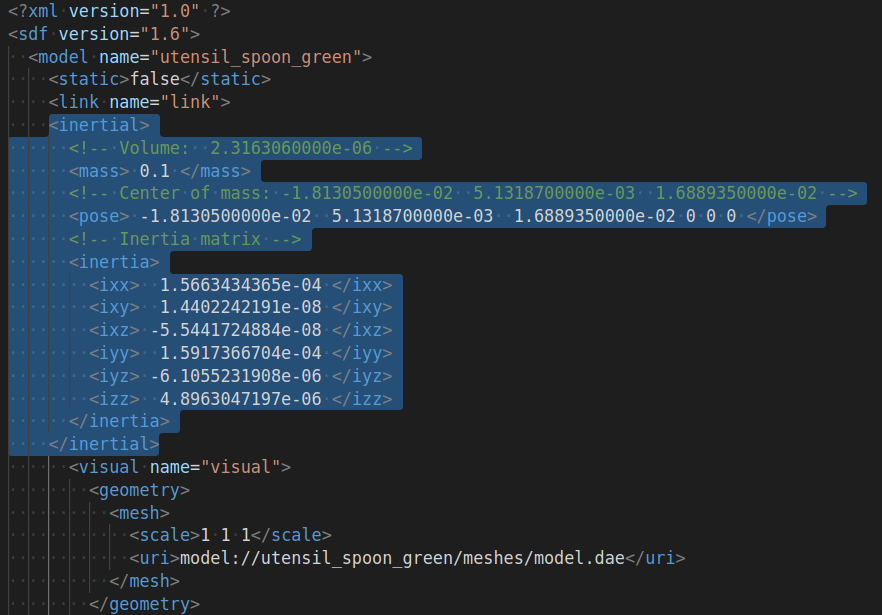 <?xml version="1.0" ?>
<sdf version="1.6">
  <model name="utensil_spoon_green">
    <static>false</static>
    <link name="link">
    <inertial>
      <!-- Volume:  2.3163060000e-06 -->
      <mass> 0.1 </mass>
      <!-- Center of mass: -1.8130500000e-02  5.1318700000e-03  1.6889350000e-02 -->
      <pose> -1.8130500000e-02  5.1318700000e-03  1.6889350000e-02 0 0 0 </pose>
      <!-- Inertia matrix -->
      <inertia>
        <ixx>  1.5663434365e-04 </ixx>
        <ixy>  1.4402242191e-08 </ixy>
        <ixz> -5.5441724884e-08 </ixz>
        <iyy>  1.5917366704e-04 </iyy>
        <iyz> -6.1055231908e-06 </iyz>
        <izz>  4.8963047197e-06 </izz>
      </inertia>
    </inertial>
      <visual name="visual">
        <geometry>
          <mesh>
            <scale>1 1 1</scale>
            <uri>model://utensil_spoon_green/meshes/model.dae</uri>
          </mesh>
        </geometry>